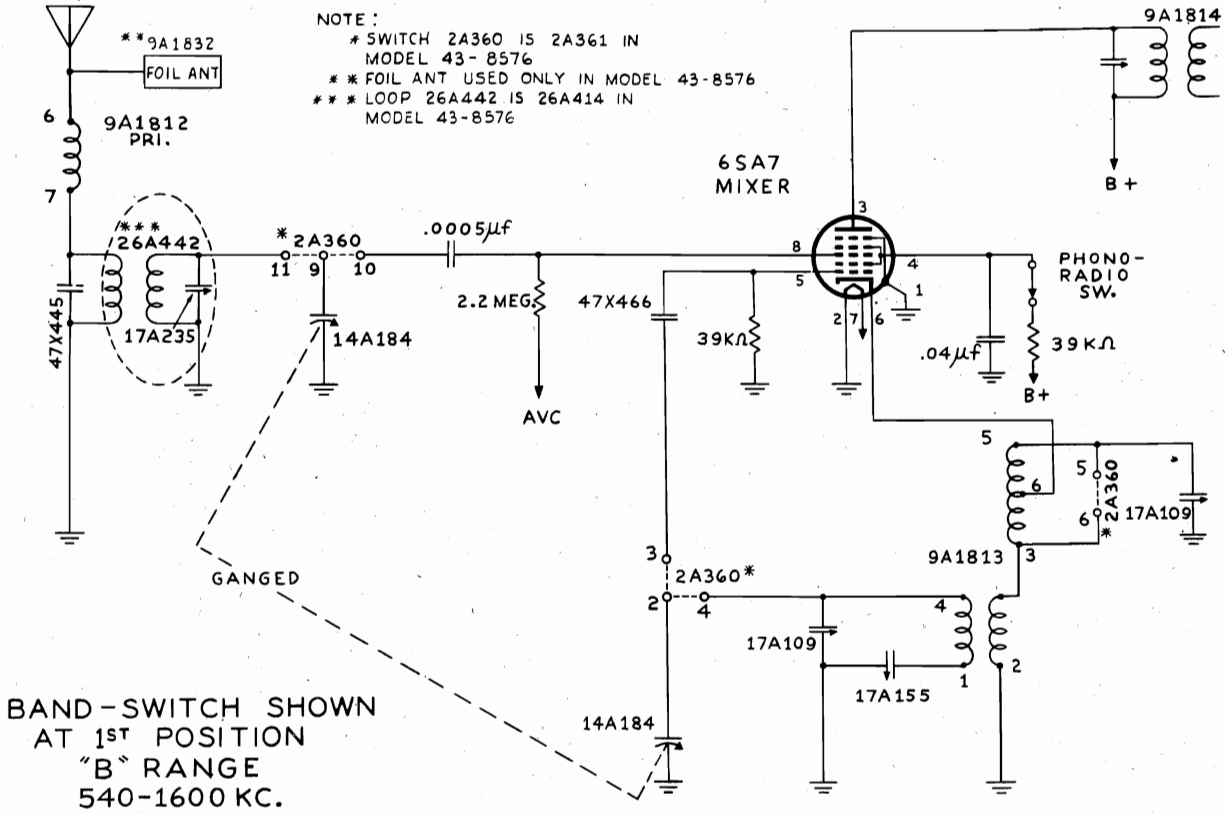 NOTE:
* SWITCH 2A360 IS 2A361 IN
MODEL 43-8576
** FOIL ANT USED ONLY IN MODEL 43-8576
*** LOOP 26A442 IS 26A414 IN
MODEL 43-8576
**9A1832
FOIL ANT
9A1814
B+
6
9A1812
PRI.
7
6SA7
MIXER
3
***
26A442
17A235
47X445
* 2A360
11
9
10
.0005µf
14A184
2.2 MEG.
AVC
47X466
39KΩ
8
5
4
1
2
7
6
PHONO-
RADIO
SW.
.04µf
39KΩ
B+
5
6
3
5
6
*2A360
17A109
9A1813
GANGED
3
2A360*
2
4
17A109
4
1
2
17A155
14A184
BAND-SWITCH SHOWN
AT 1ST POSITION
"B" RANGE
540-1600 KC.